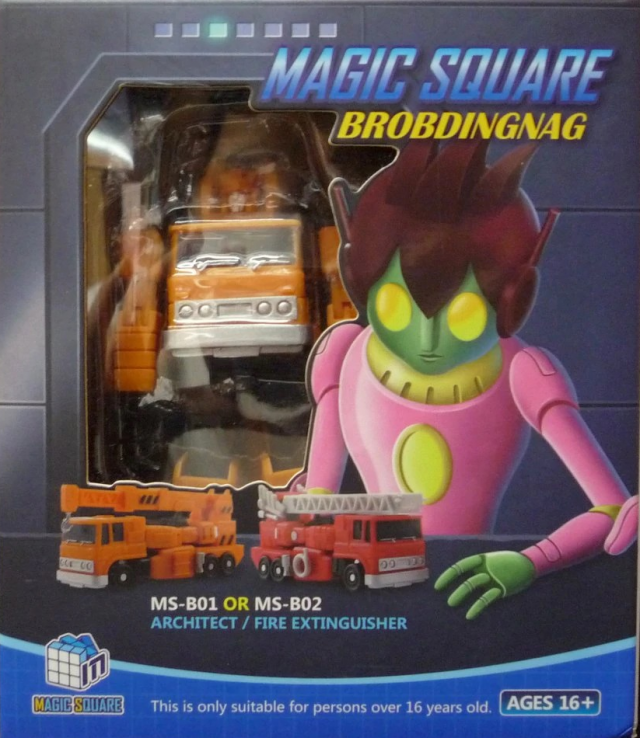 MAGIC SQUARE
BROBDINGNAG
MS-B01 OR MS-B02
ARCHITECT / FIRE EXTINGUISHER
MAGIC SQUARE
This is only suitable for persons over 16 years old.
AGES 16+